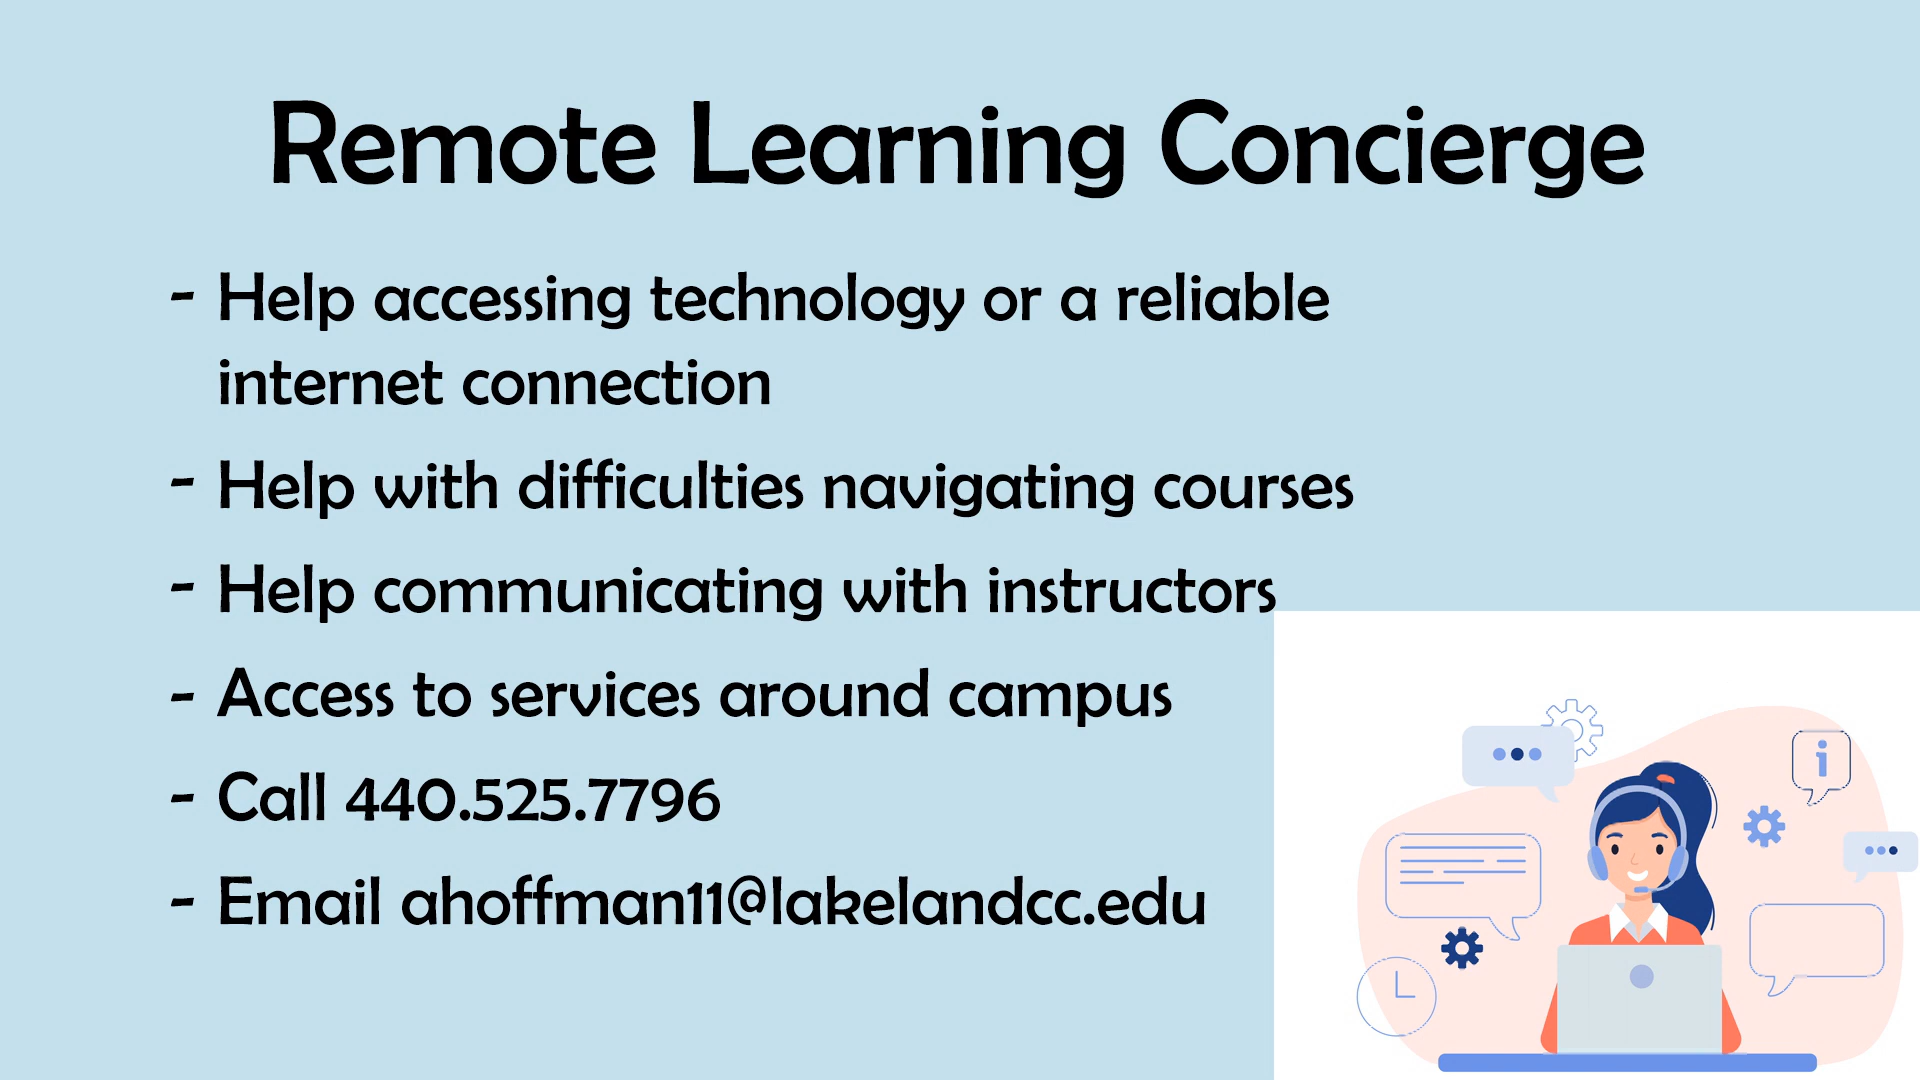 Remote Learning Concierge
- Help accessing technology or a reliable
internet connection
- Help with difficulties navigating courses
- Help communicating with instructors
- Access to services around campus
- Call 440.525.7796
- Email ahoffman11@lakelandcc.edu
i